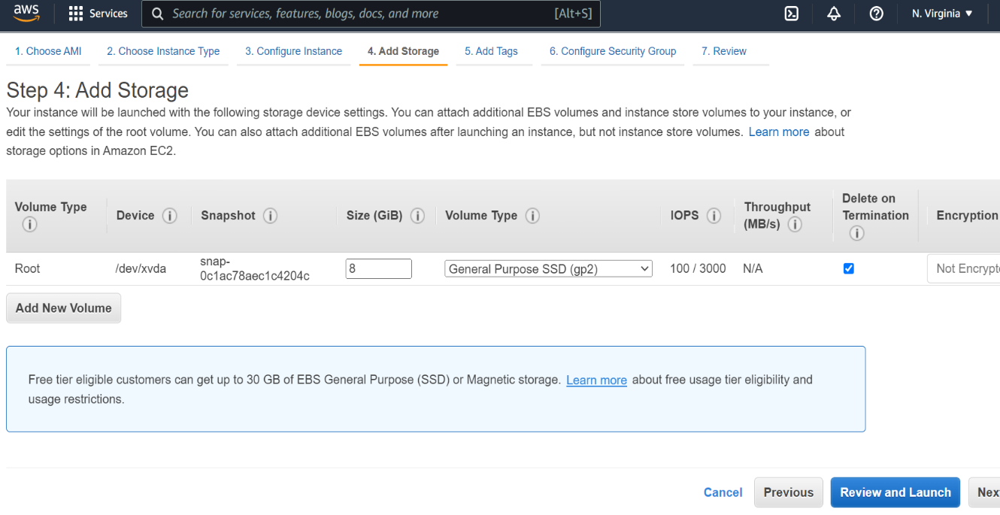 aws
Services
Search for services, features, blogs, docs, and more [Alt+S]
N. Virginia
1. Choose AMI 2. Choose Instance Type 3. Configure Instance 4. Add Storage 5. Add Tags 6. Configure Security Group 7. Review
Step 4: Add Storage
Your instance will be launched with the following storage device settings. You can attach additional EBS volumes and instance store volumes to your instance, or
edit the settings of the root volume. You can also attach additional EBS volumes after launching an instance, but not instance store volumes. Learn more about
storage options in Amazon EC2.
Volume Type
Device
Snapshot
Size (GiB)
Volume Type
IOPS
Throughput
(MB/s)
Delete on
Termination
Encryption
Root
/dev/xvda
snap-
0c1ac78aec1c4204c
8
General Purpose SSD (gp2)
100 / 3000
N/A
Not Encrypt
Add New Volume
Free tier eligible customers can get up to 30 GB of EBS General Purpose (SSD) or Magnetic storage. Learn more about free usage tier eligibility and
usage restrictions.
Cancel
Previous
Review and Launch
Nex